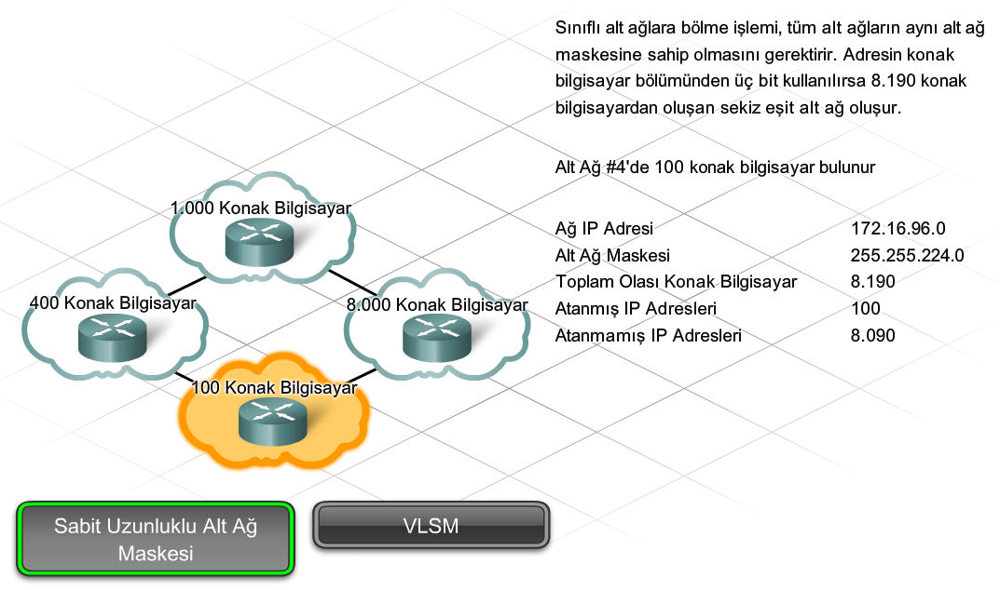 Sınıflı alt ağlara bölme işlemi, tüm alt ağların aynı alt ağ
maskesine sahip olmasını gerektirir. Adresin konak
bilgisayar bölümünden üç bit kullanılırsa 8.190 konak
bilgisayardan oluşan sekiz eşit alt ağ oluşur.
Alt Ağ #4'de 100 konak bilgisayar bulunur
Ağ IP Adresi 172.16.96.0
Alt Ağ Maskesi 255.255.224.0
Toplam Olası Konak Bilgisayar 8.190
Atanmış IP Adresleri 100
Atanmamış IP Adresleri 8.090
1.000 Konak Bilgisayar
400 Konak Bilgisayar
8.000 Konak Bilgisayar
100 Konak Bilgisayar
Sabit Uzunluklu Alt Ağ
Maskesi
VLSM